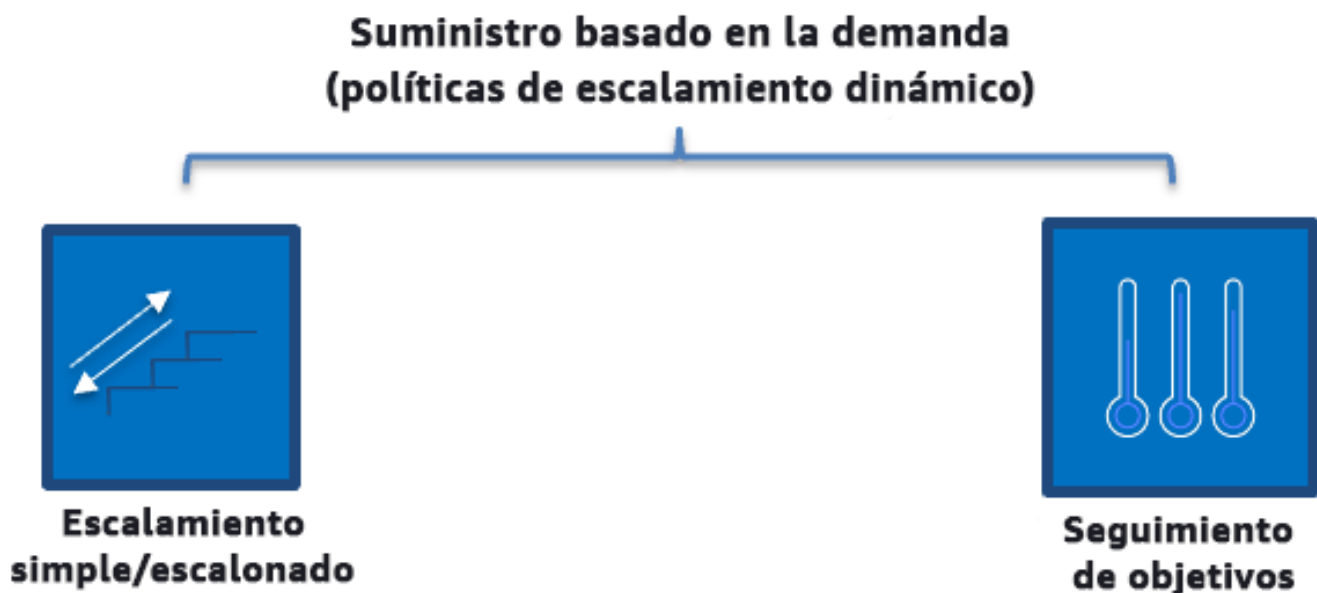 Suministro basado en la demanda
(políticas de escalamiento dinámico)
Escalamiento
simple/escalonado
Seguimiento
de objetivos